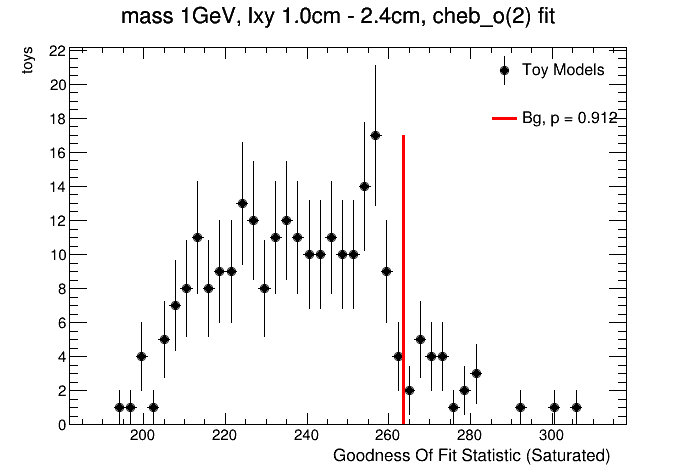 mass 1GeV, lxy 1.0cm - 2.4cm, cheb_o(2) fit
toys
22
20
18
16
14
12
10
8
6
4
2
0
Toy Models
Bg, p = 0.912
200 220 240 260 280 300
Goodness Of Fit Statistic (Saturated)